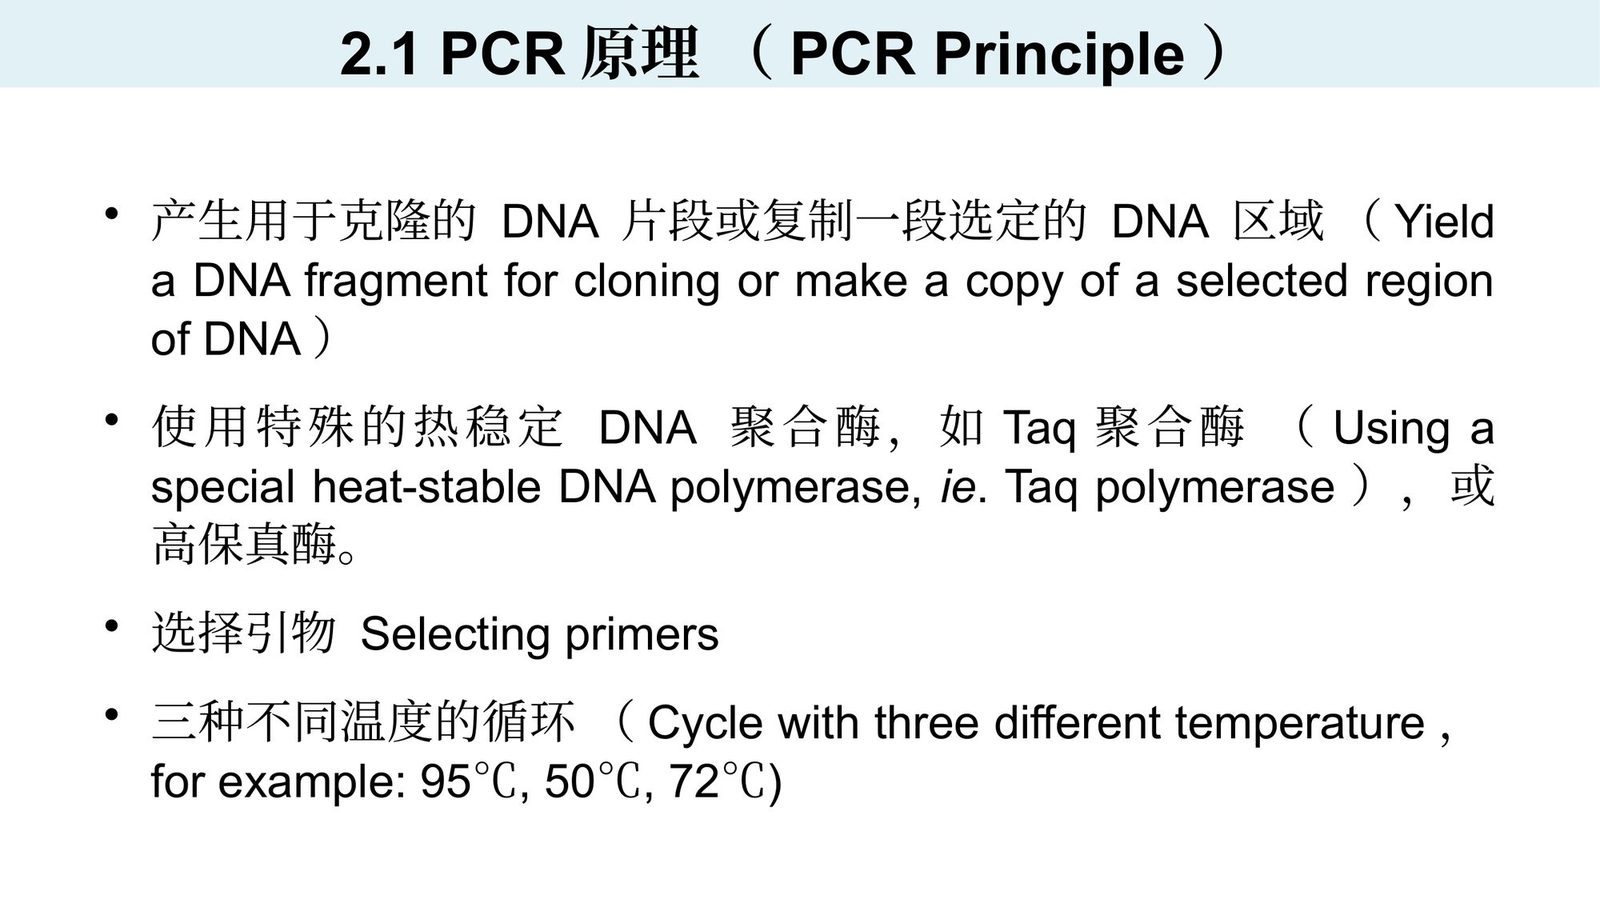 2.1 PCR 原理 （ PCR Principle ）
• 产生用于克隆的 DNA 片段或复制一段选定的 DNA 区域 （ Yield
a DNA fragment for cloning or make a copy of a selected region
of DNA ）
• 使用特殊的热稳定 DNA 聚合酶，如 Taq 聚合酶 （ Using a
special heat-stable DNA polymerase, ie. Taq polymerase ），或
高保真酶。
• 选择引物 Selecting primers
• 三种不同温度的循环 （ Cycle with three different temperature ，
for example: 95℃, 50℃, 72℃)